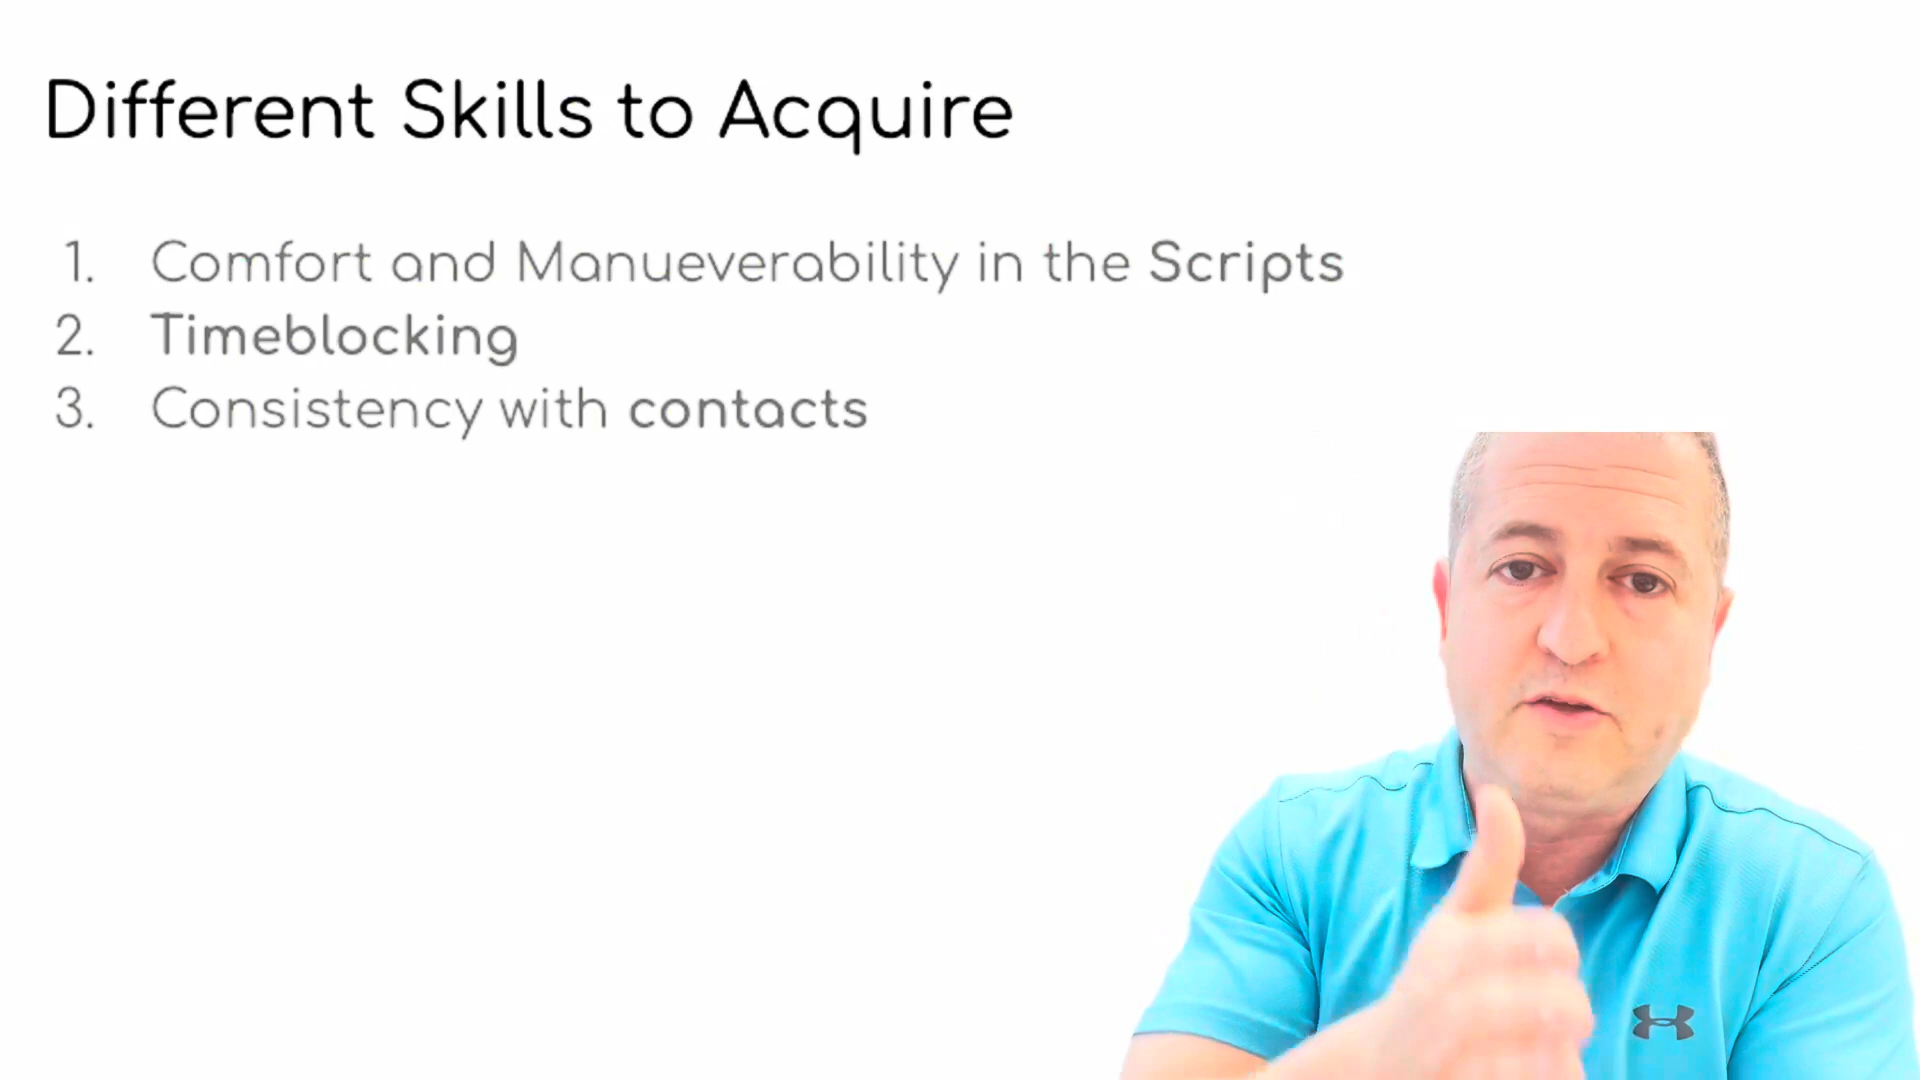 Different Skills to Acquire
1. Comfort and Manueverability in the Scripts
2. Timeblocking
3. Consistency with contacts